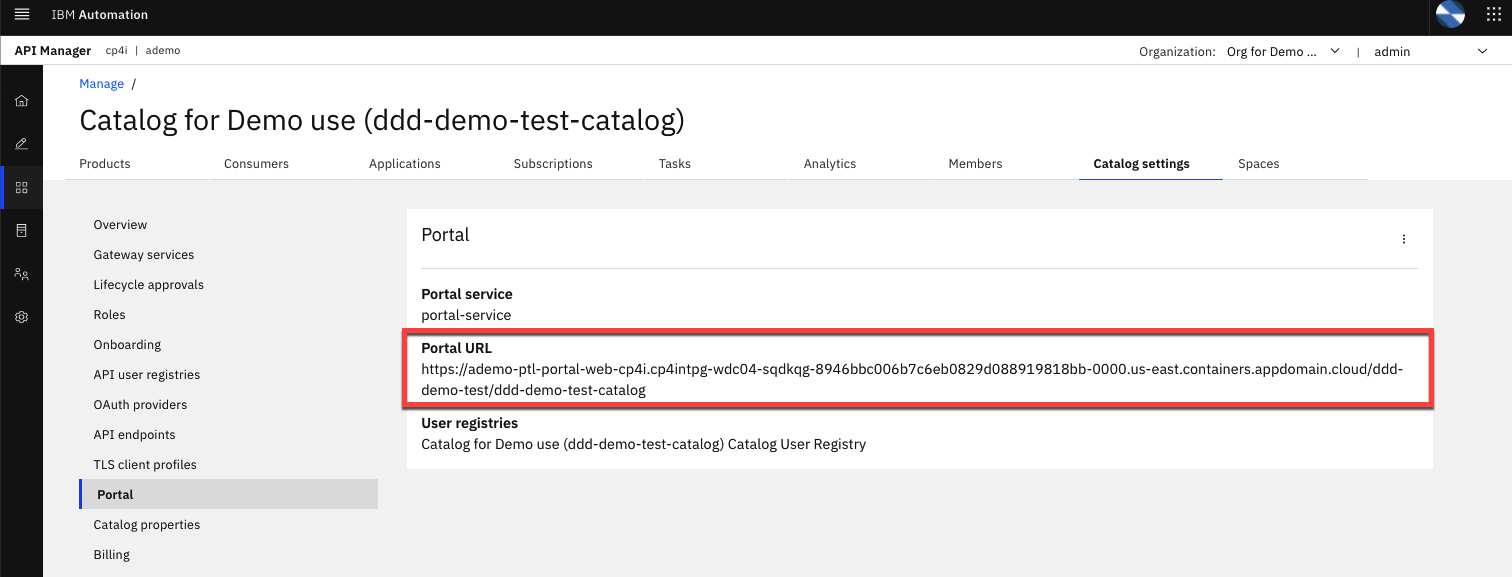 IBM Automation
API Manager cp4i | ademo
Organization: Org for Demo ... | admin
Manage /
Catalog for Demo use (ddd-demo-test-catalog)
Products Consumers Applications Subscriptions Tasks Analytics Members Catalog settings Spaces
Overview
Gateway services
Lifecycle approvals
Roles
Onboarding
API user registries
OAuth providers
API endpoints
TLS client profiles
Portal
Catalog properties
Billing
Portal
Portal service
portal-service
Portal URL
https://ademo-ptl-portal-web-cp4i.cp4intpg-wdc04-sqdkqg-8946bbc006b7c6eb0829d088919818bb-0000.us-east.containers.appdomain.cloud/ddd-
demo-test/ddd-demo-test-catalog
User registries
Catalog for Demo use (ddd-demo-test-catalog) Catalog User Registry